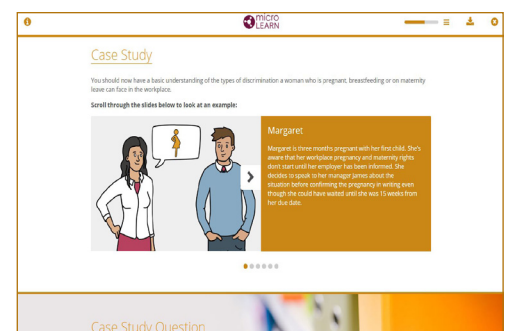 micro
LEARN
Case Study
You should now have a basic understanding of the types of discrimination a woman who is pregnant, breastfeeding or on maternity
leave can face in the workplace.
Scroll through the slides below to look at an example:
Margaret
Margaret is three months pregnant with her first child. She's
aware that her workplace pregnancy and maternity rights
don't start until her employer has been informed. She
decides to speak to her manager James about the
situation before confirming the pregnancy in writing even
though she could have waited until she was 15 weeks from
her due date.
Case Study Question